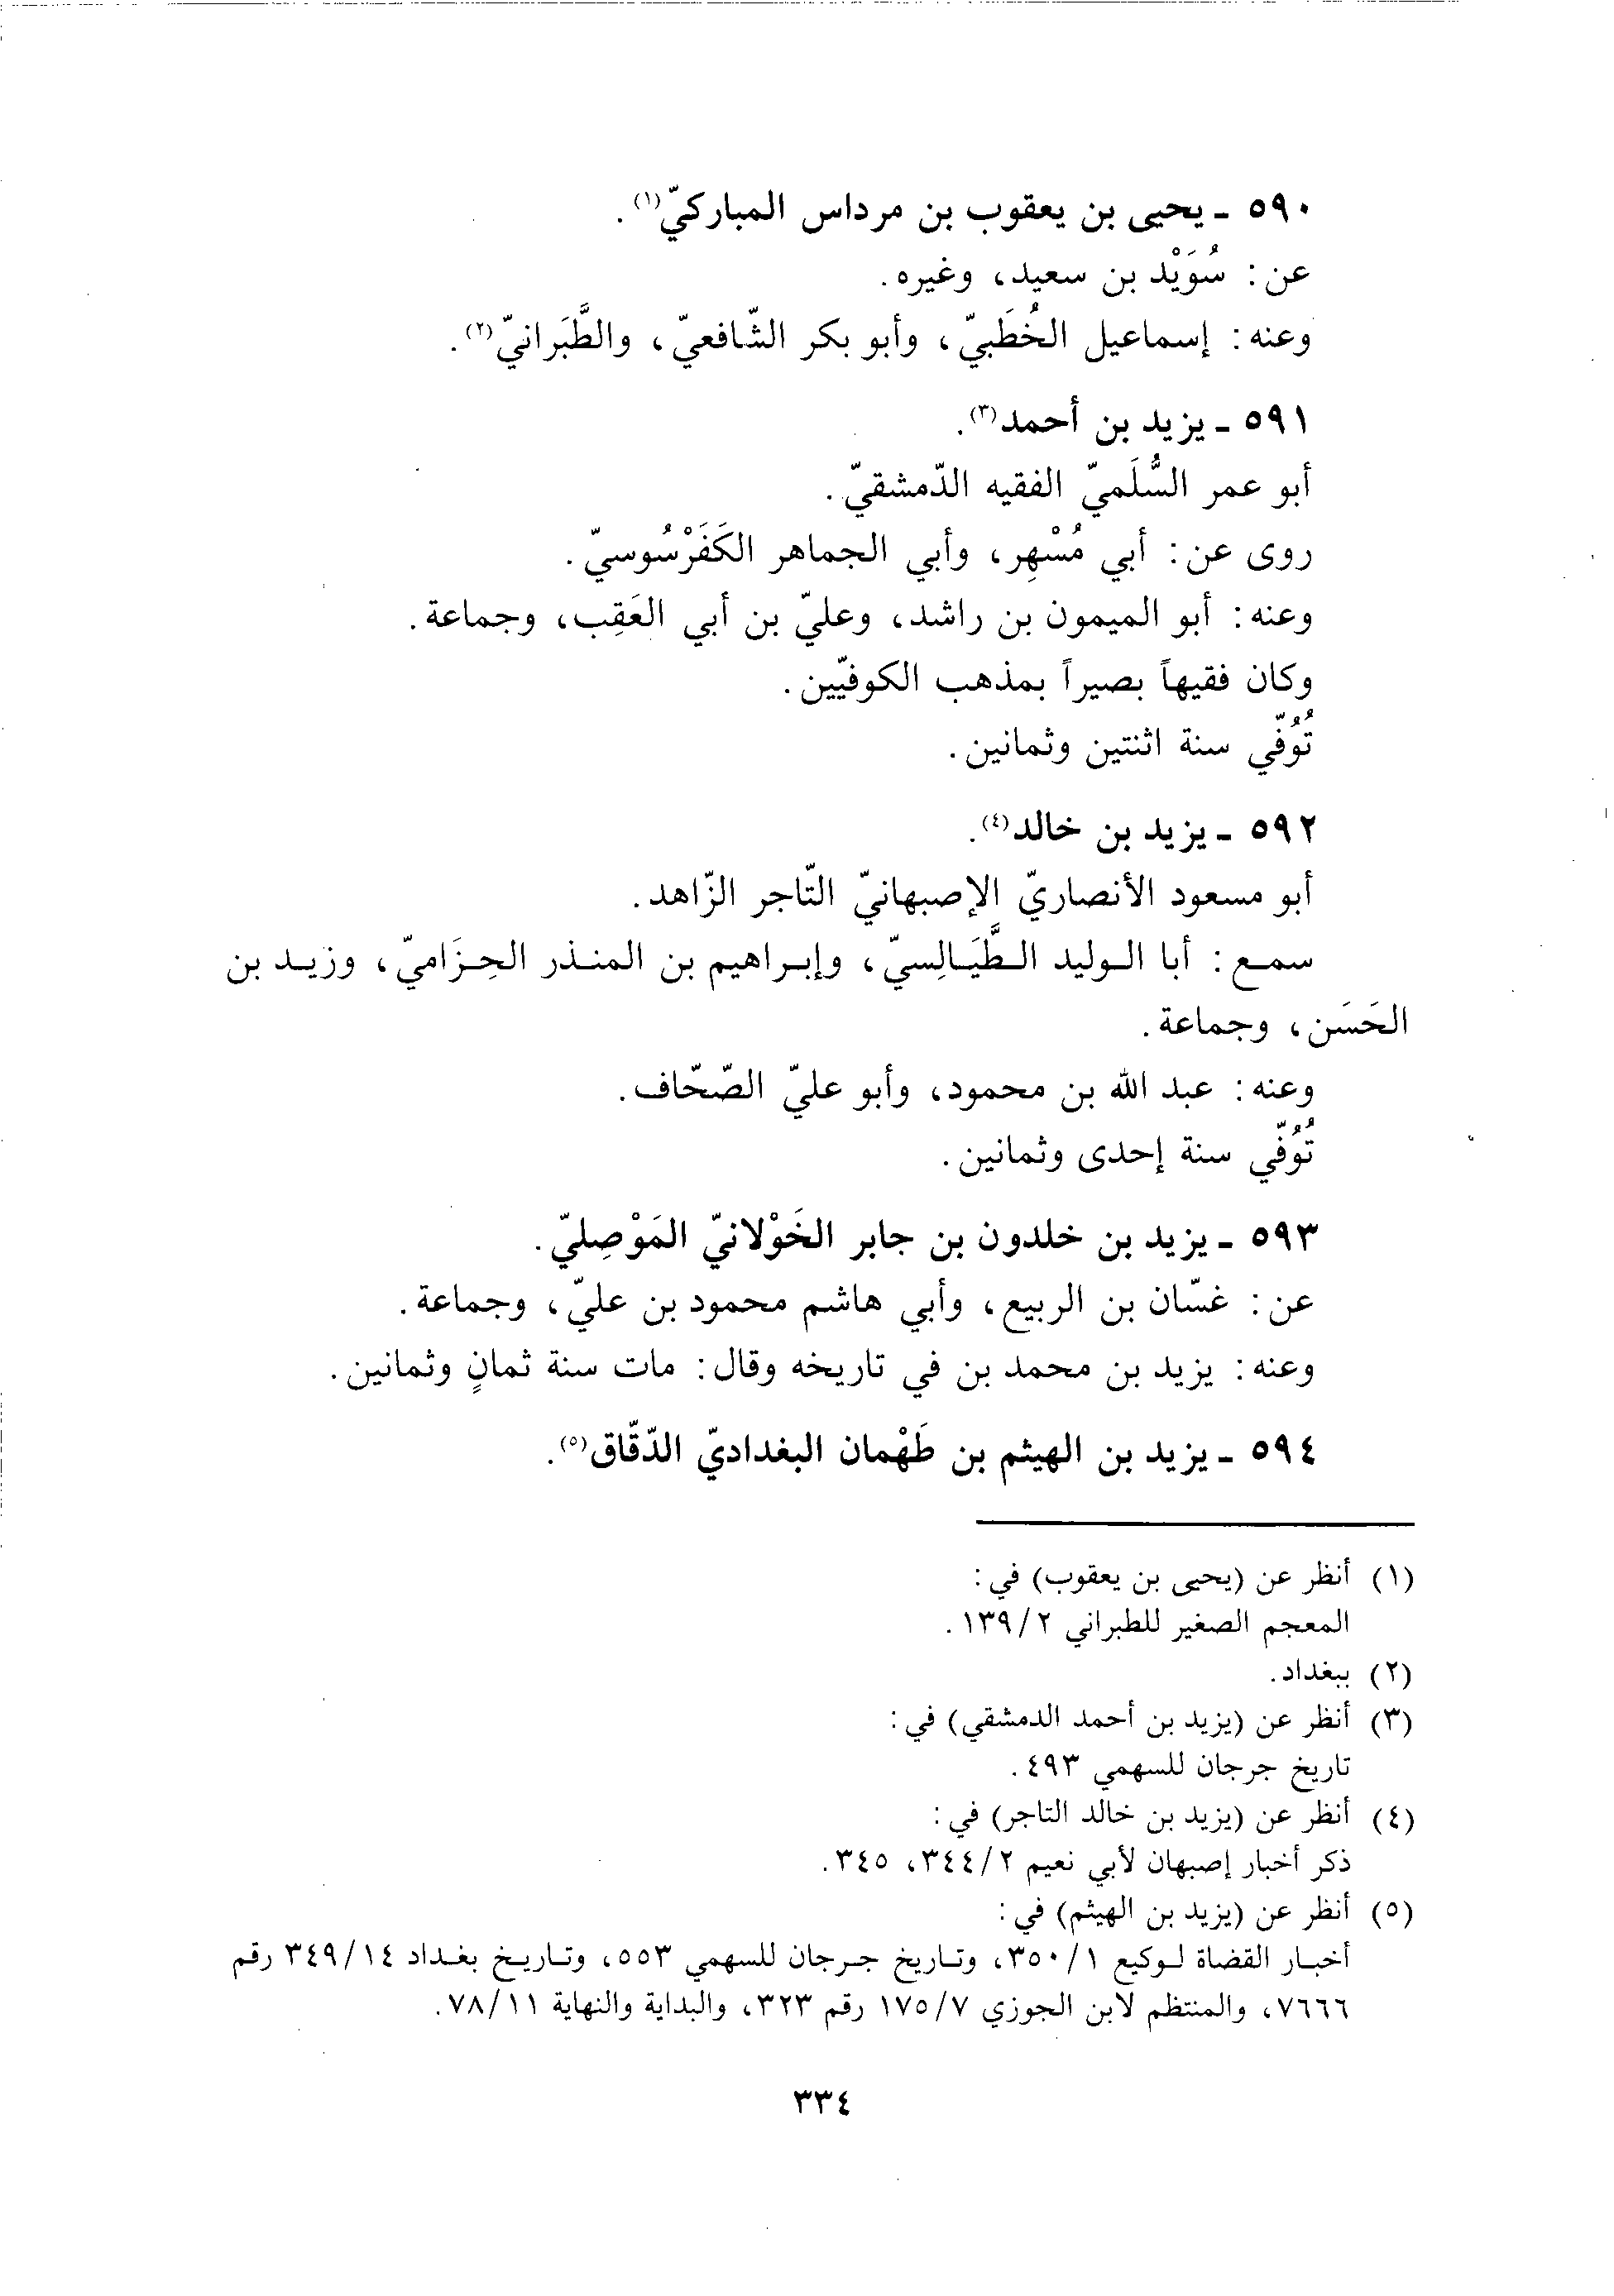 ٥٩٠ - يحيى بن يعقوب بن مرداس المباركيّ(١).
عن: سُوَيْد بن سعيد، وغيره.
وعنه: إسماعيل الخُطَبيّ، وأبو بكر الشّافعيّ، والطَّبَرانيّ(٢).
٥٩١ - يزيد بن أحمد(٣).
أبو عمر السُّلَميّ الفقيه الدّمشقيّ.
روى عن: أبي مُسْهِر، وأبي الجماهر الكَفَرْسُوسيّ.
وعنه: أبو الميمون بن راشد، وعليّ بن أبي العَقِب، وجماعة.
وكان فقيهاً بصيراً بمذهب الكوفيّين.
تُوُفّي سنة اثنتين وثمانين.
٥٩٢ - يزيد بن خالد(٤).
أبو مسعود الأنصاريّ الإصبهانيّ التّاجر الزّاهد.
سمع: أبا الوليد الطَّيَالِسيّ، وإبراهيم بن المنذر الحِزَاميّ، وزيد بن
الحَسَن، وجماعة.
وعنه: عبد الله بن محمود، وأبو عليّ الصّحّاف.
تُوُفّي سنة إحدى وثمانين.
٥٩٣ - يزيد بن خلدون بن جابر الخَوْلانيّ المَوْصِليّ.
عن: غسّان بن الربيع، وأبي هاشم محمود بن عليّ، وجماعة.
وعنه: يزيد بن محمد بن في تاريخه وقال: مات سنة ثمانٍ وثمانين.
٥٩٤ - يزيد بن الهيثم بن طَهْمان البغداديّ الدّقّاق(٥).
(١) أنظر عن (يحيى بن يعقوب) في:
المعجم الصغير للطبراني ١٣٩/٢.
(٢) ببغداد.
(٣) أنظر عن (يزيد بن أحمد الدمشقي) في:
تاريخ جرجان للسهمي ٤٩٣.
(٤) أنظر عن (يزيد بن خالد التاجر) في:
ذكر أخبار إصبهان لأبي نعيم ٣٤٤/٢، ٣٤٥.
(٥) أنظر عن (يزيد بن الهيثم) في:
أخبار القضاة لوكيع ٣٥٠/١، وتاريخ جرجان للسهمي ٥٥٣، وتاريخ بغداد ٣٤٩/١٤ رقم
٧٦٦٦، والمنتظم لابن الجوزي ١٧٥/٧ رقم ٣٢٣، والبداية والنهاية ٧٨/١١.
٣٣٤